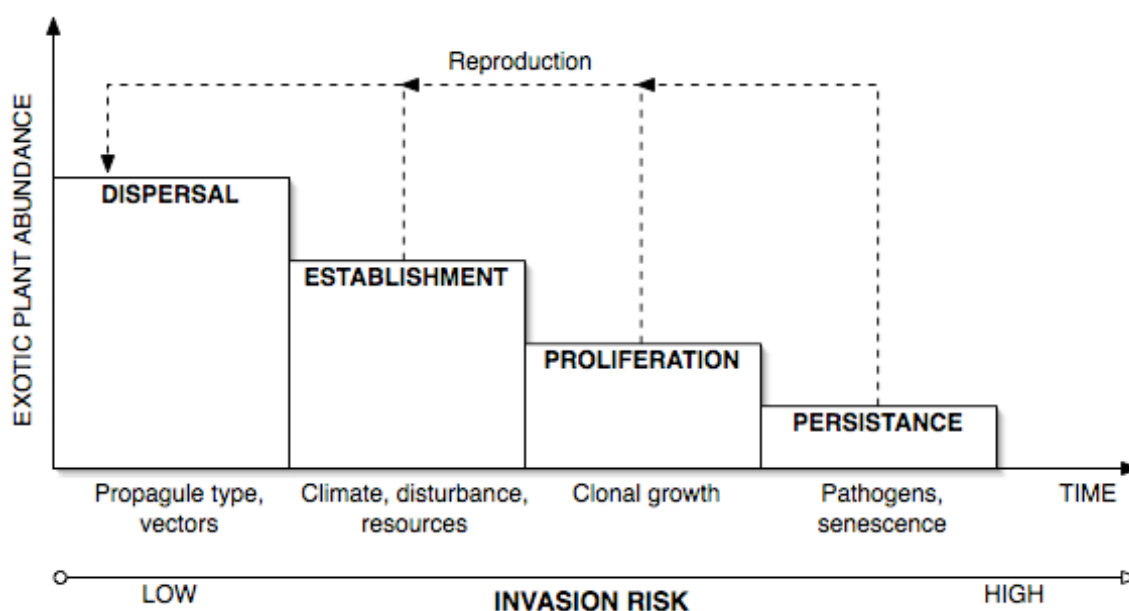 EXOTIC PLANT ABUNDANCE
Reproduction
DISPERSAL
ESTABLISHMENT
PROLIFERATION
PERSISTANCE
Propagule type,
vectors
Climate, disturbance,
resources
Clonal growth
Pathogens,
senescence
TIME
LOW
INVASION RISK
HIGH